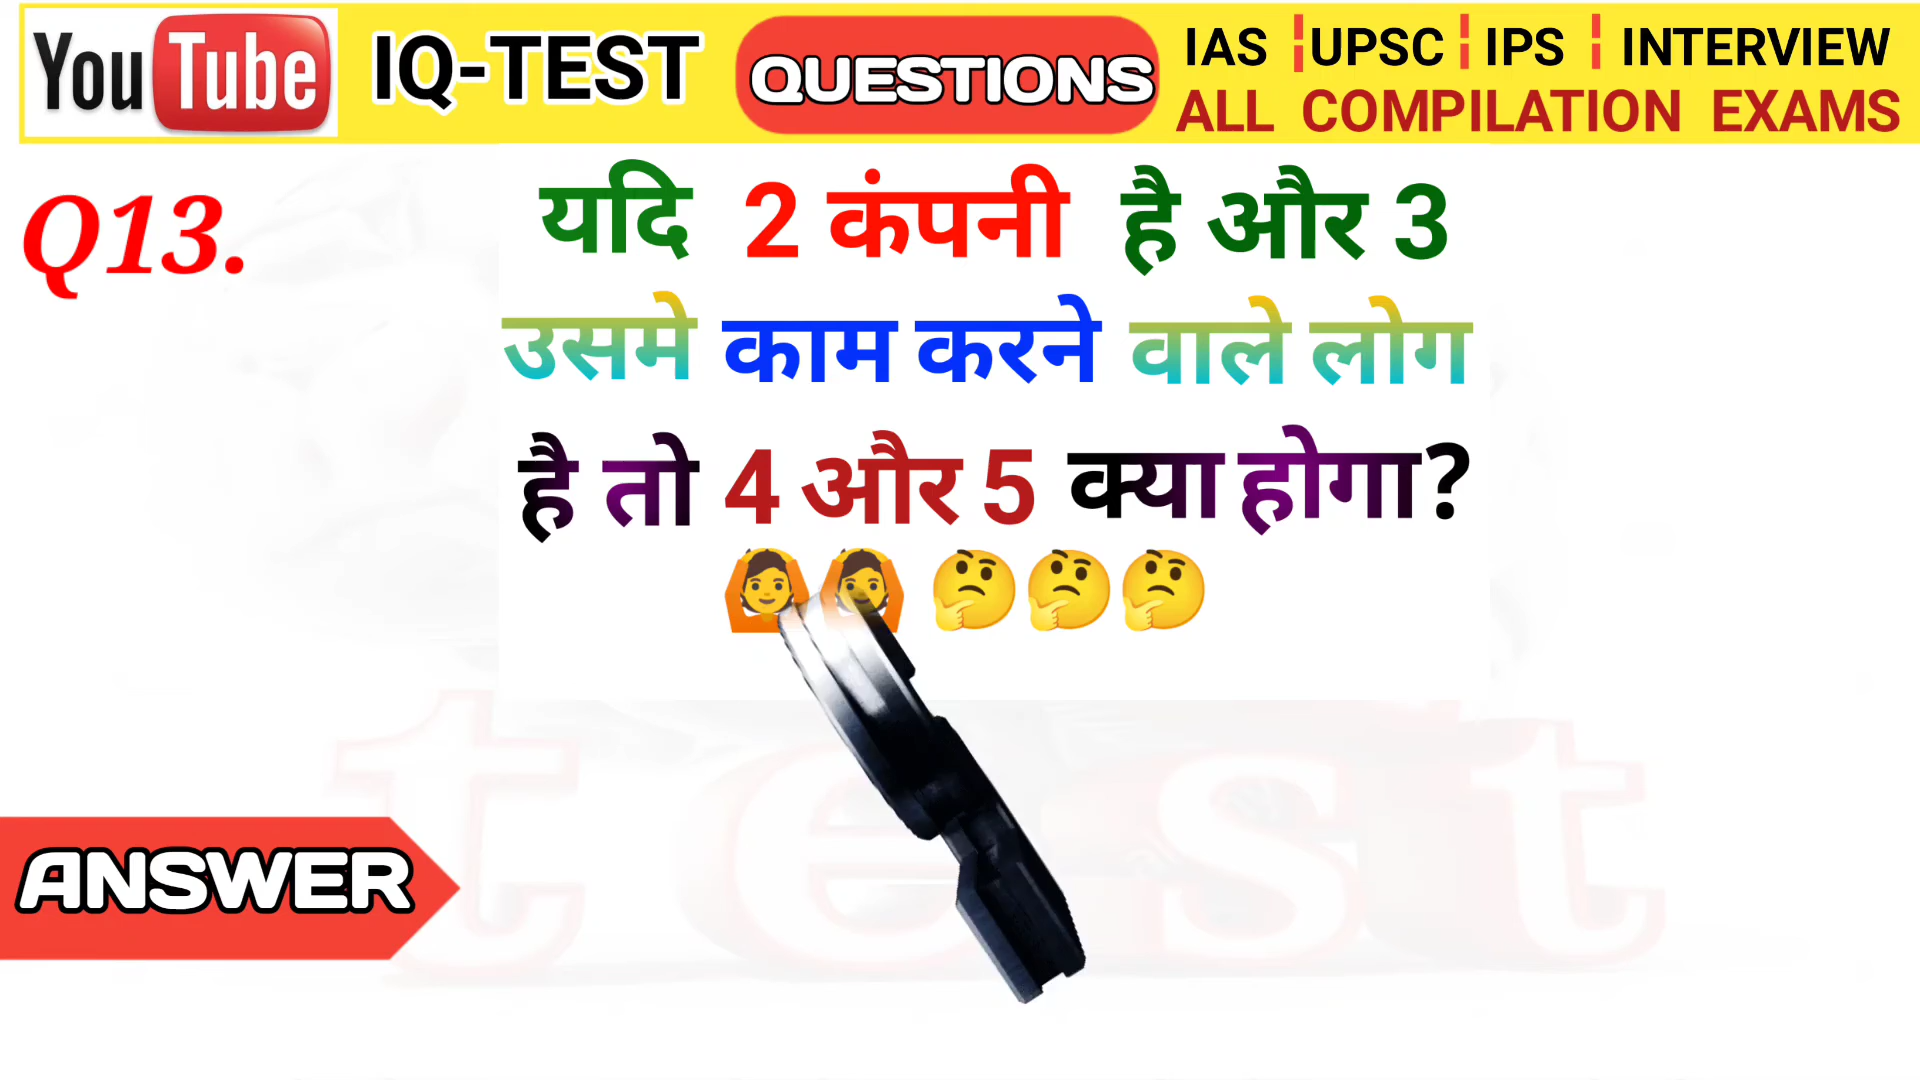 YouTube IQ-TEST QUESTIONS IAS ¦ UPSC ¦ IPS ¦ INTERVIEW
ALL COMPILATION EXAMS
Q13. यदि 2 कंपनी है और 3
उसमे काम करने वाले लोग
है तो 4 और 5 क्या होगा?
test
ANSWER